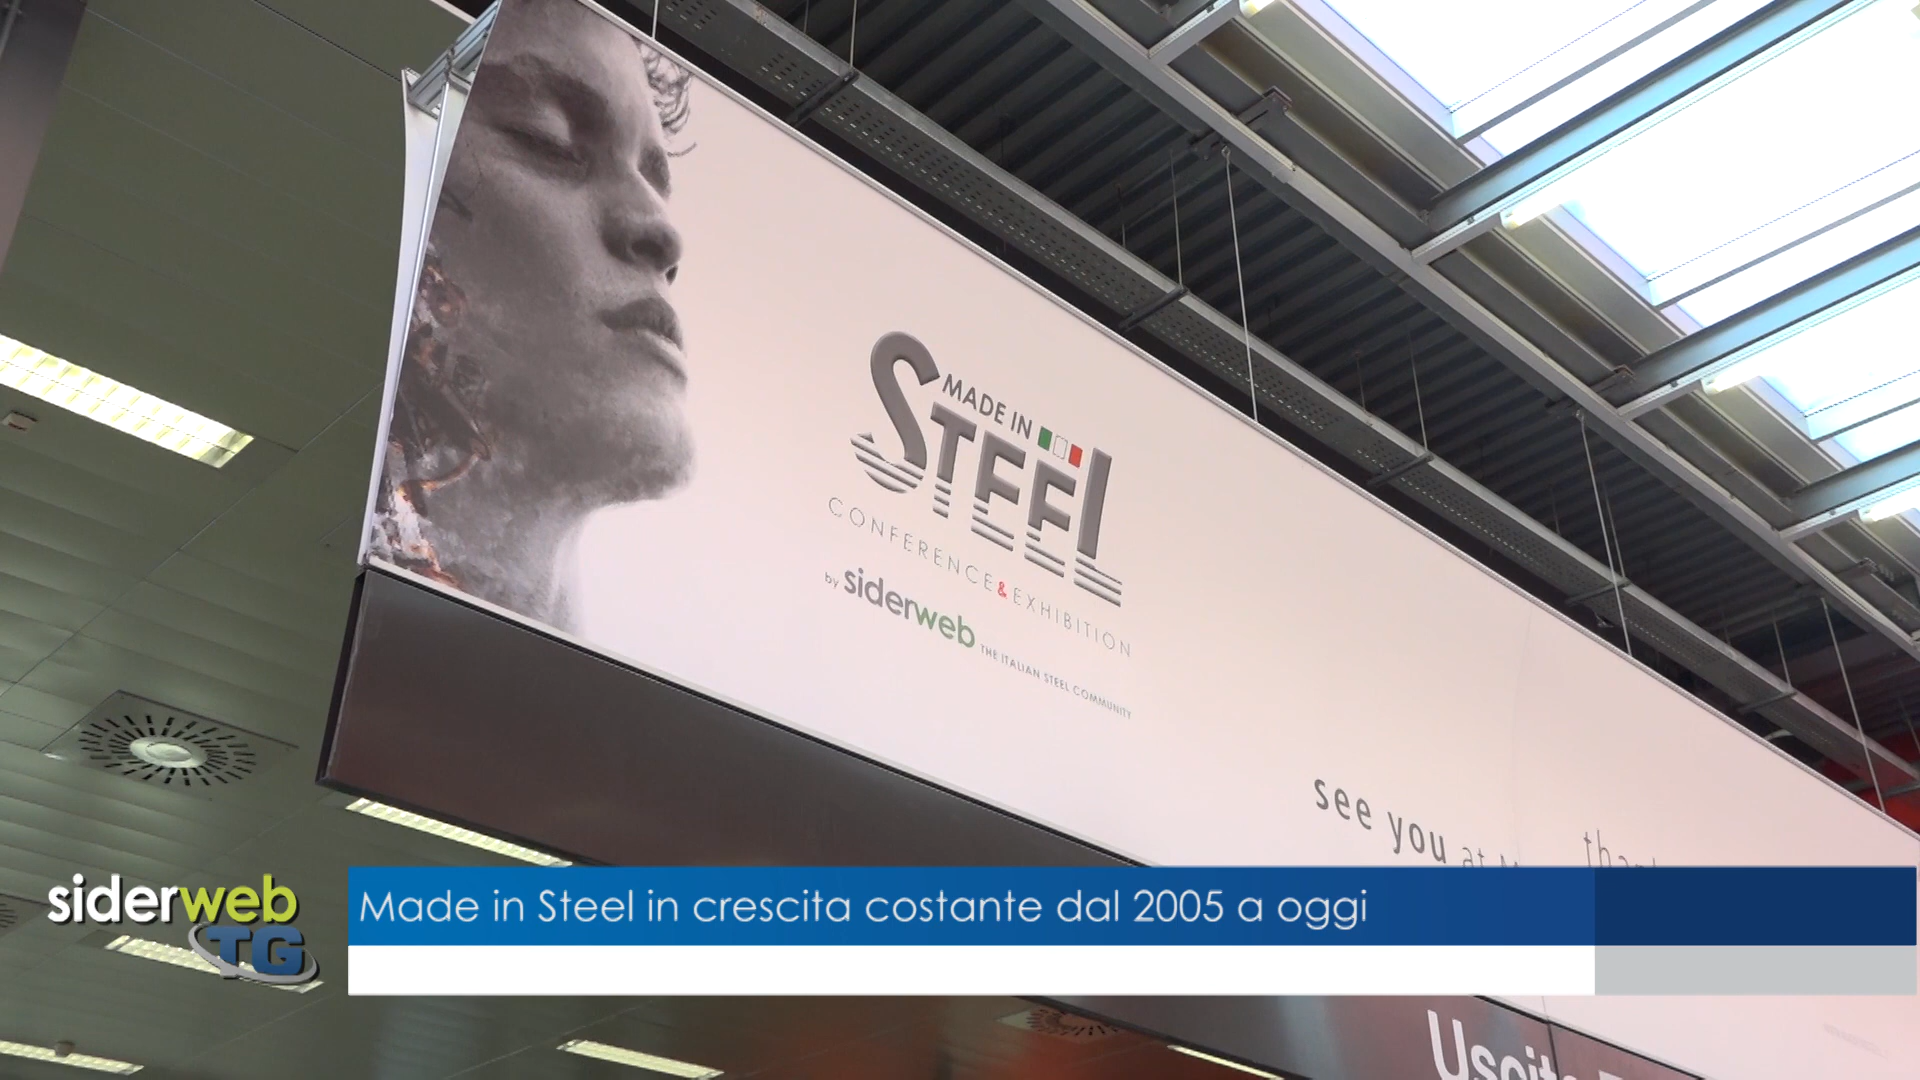 MADE IN
STEEL
CONFERENCE & EXHIBITION
by siderweb THE ITALIAN STEEL COMMUNITY
see you at
siderweb
TG
Made in Steel in crescita costante dal 2005 a oggi